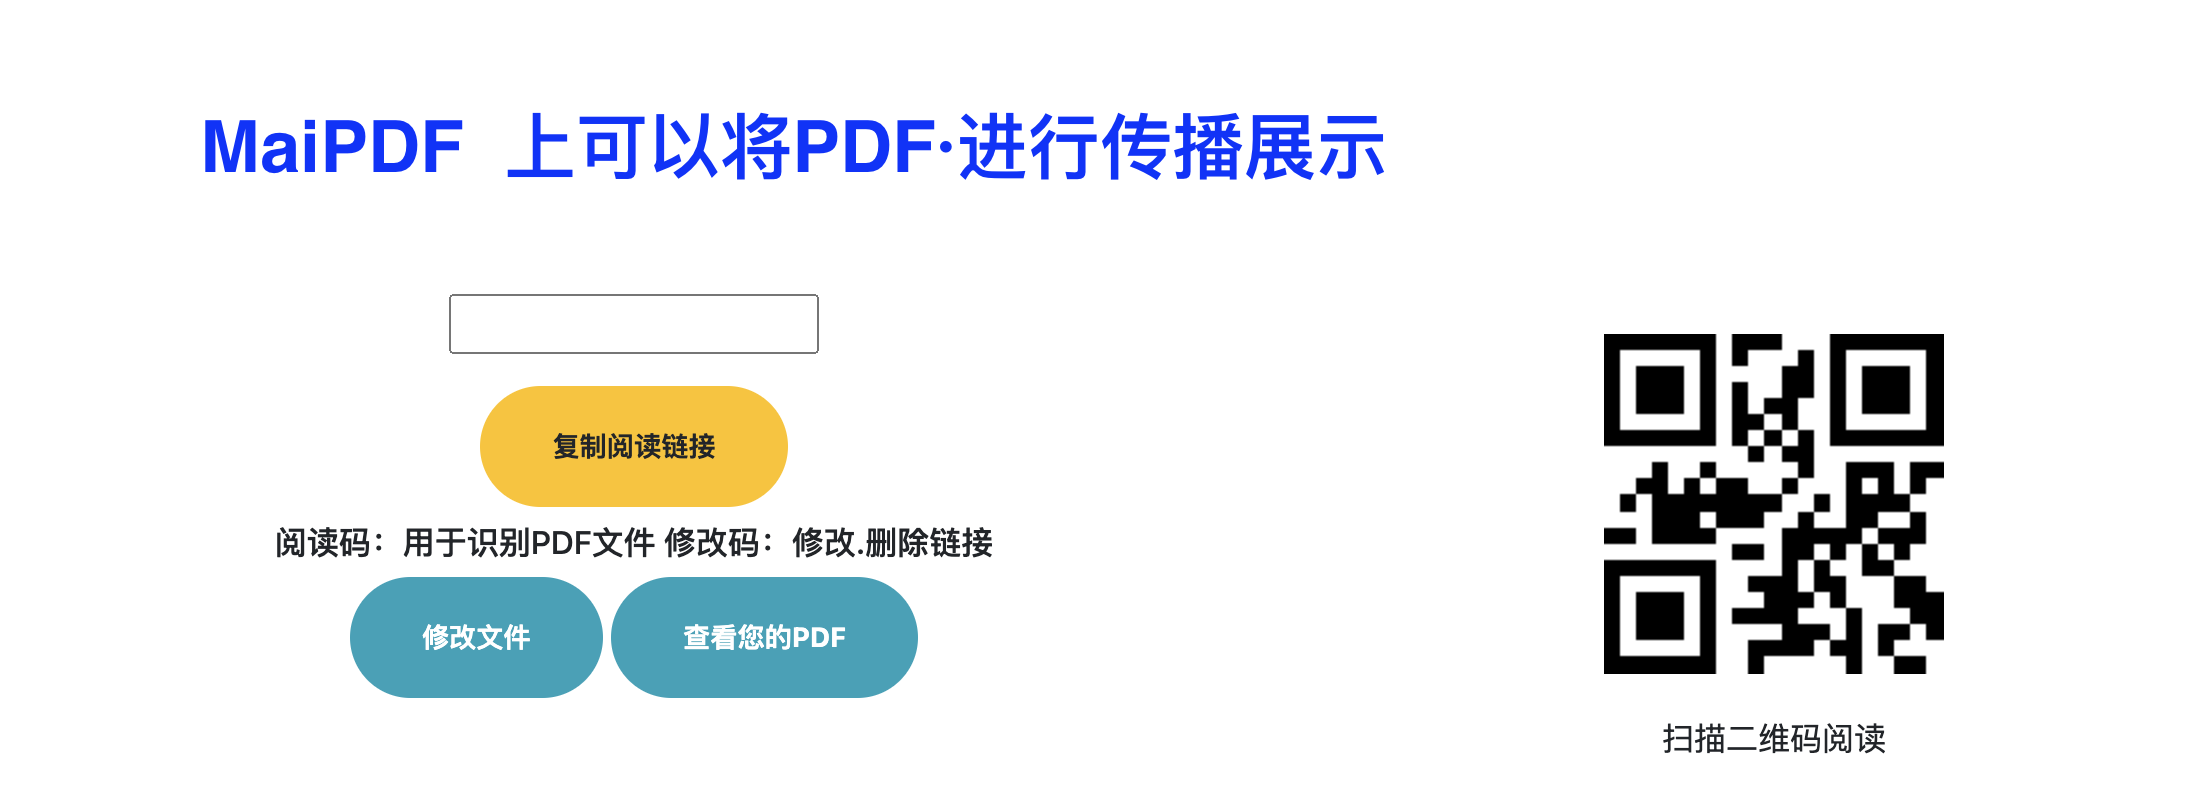 MaiPDF 上可以将PDF·进行传播展示
复制阅读链接
阅读码：用于识别PDF文件 修改码：修改.删除链接
修改文件 查看您的PDF
扫描二维码阅读